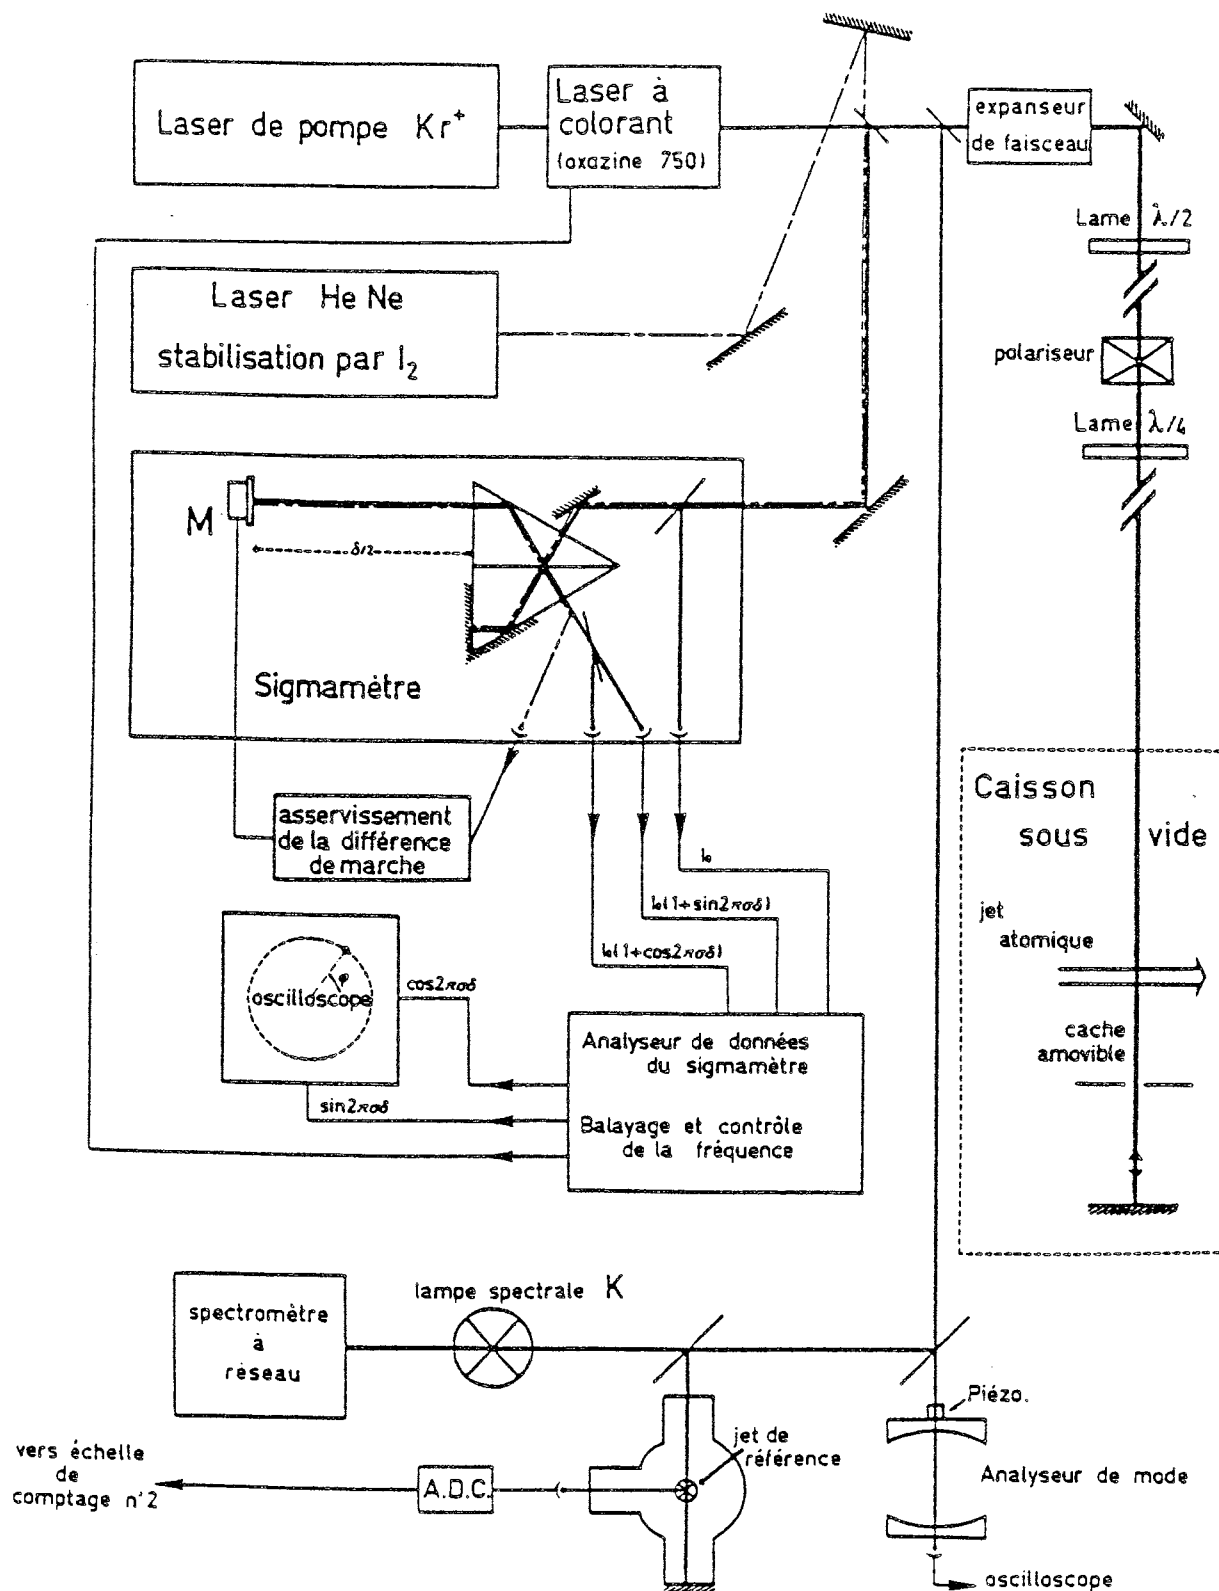 Laser de pompe Kr⁺
Laser à
colorant
(oxazine 750)
expanseur
de faisceau
Lame λ/2
Laser He Ne
stabilisation par I₂
polariseur
Lame λ/4
M
δ/2
Sigmamètre
Caisson
sous vide
asservissement
de la différence
de marche
I₀
I₀(1+sin2πσδ)
I₀(1+cos2πσδ)
jet
atomique
cos2πσδ
oscilloscope
φ
cache
amovible
Analyseur de données
du sigmamètre
sin2πσδ
Balayage et contrôle
de la fréquence
lampe spectrale K
spectromètre
à
réseau
Piézo.
vers échelle
de
comptage n°2
A.D.C.
jet de
référence
Analyseur de mode
oscilloscope